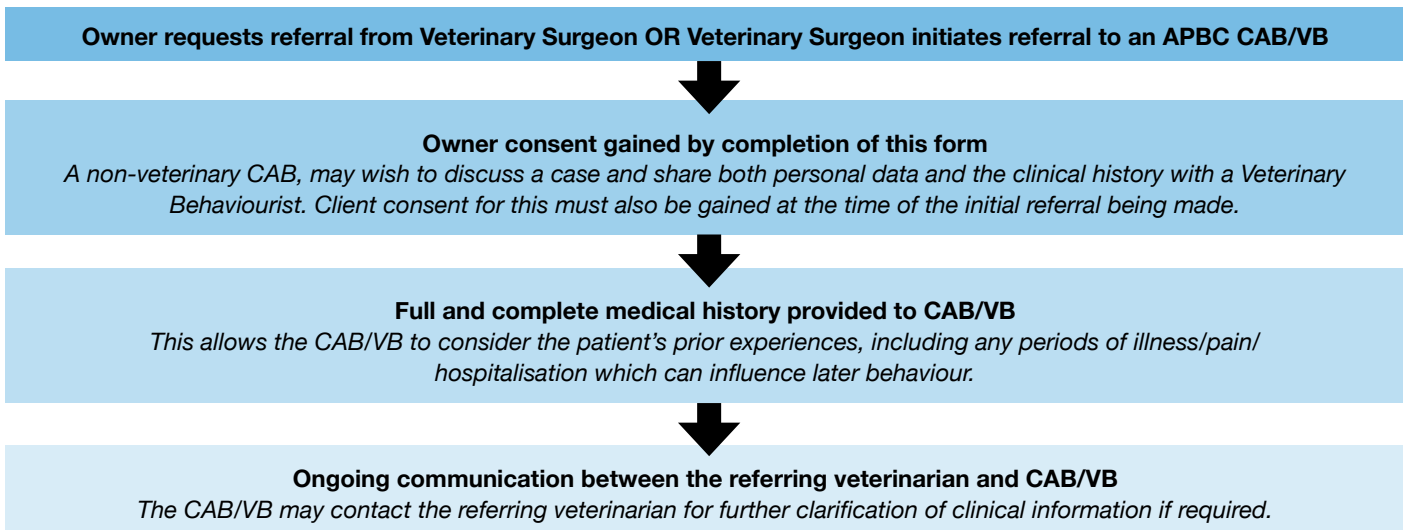 Owner requests referral from Veterinary Surgeon OR Veterinary Surgeon initiates referral to an APBC CAB/VB
Owner consent gained by completion of this form
A non-veterinary CAB, may wish to discuss a case and share both personal data and the clinical history with a Veterinary
Behaviourist. Client consent for this must also be gained at the time of the initial referral being made.
Full and complete medical history provided to CAB/VB
This allows the CAB/VB to consider the patient’s prior experiences, including any periods of illness/pain/
hospitalisation which can influence later behaviour.
Ongoing communication between the referring veterinarian and CAB/VB
The CAB/VB may contact the referring veterinarian for further clarification of clinical information if required.